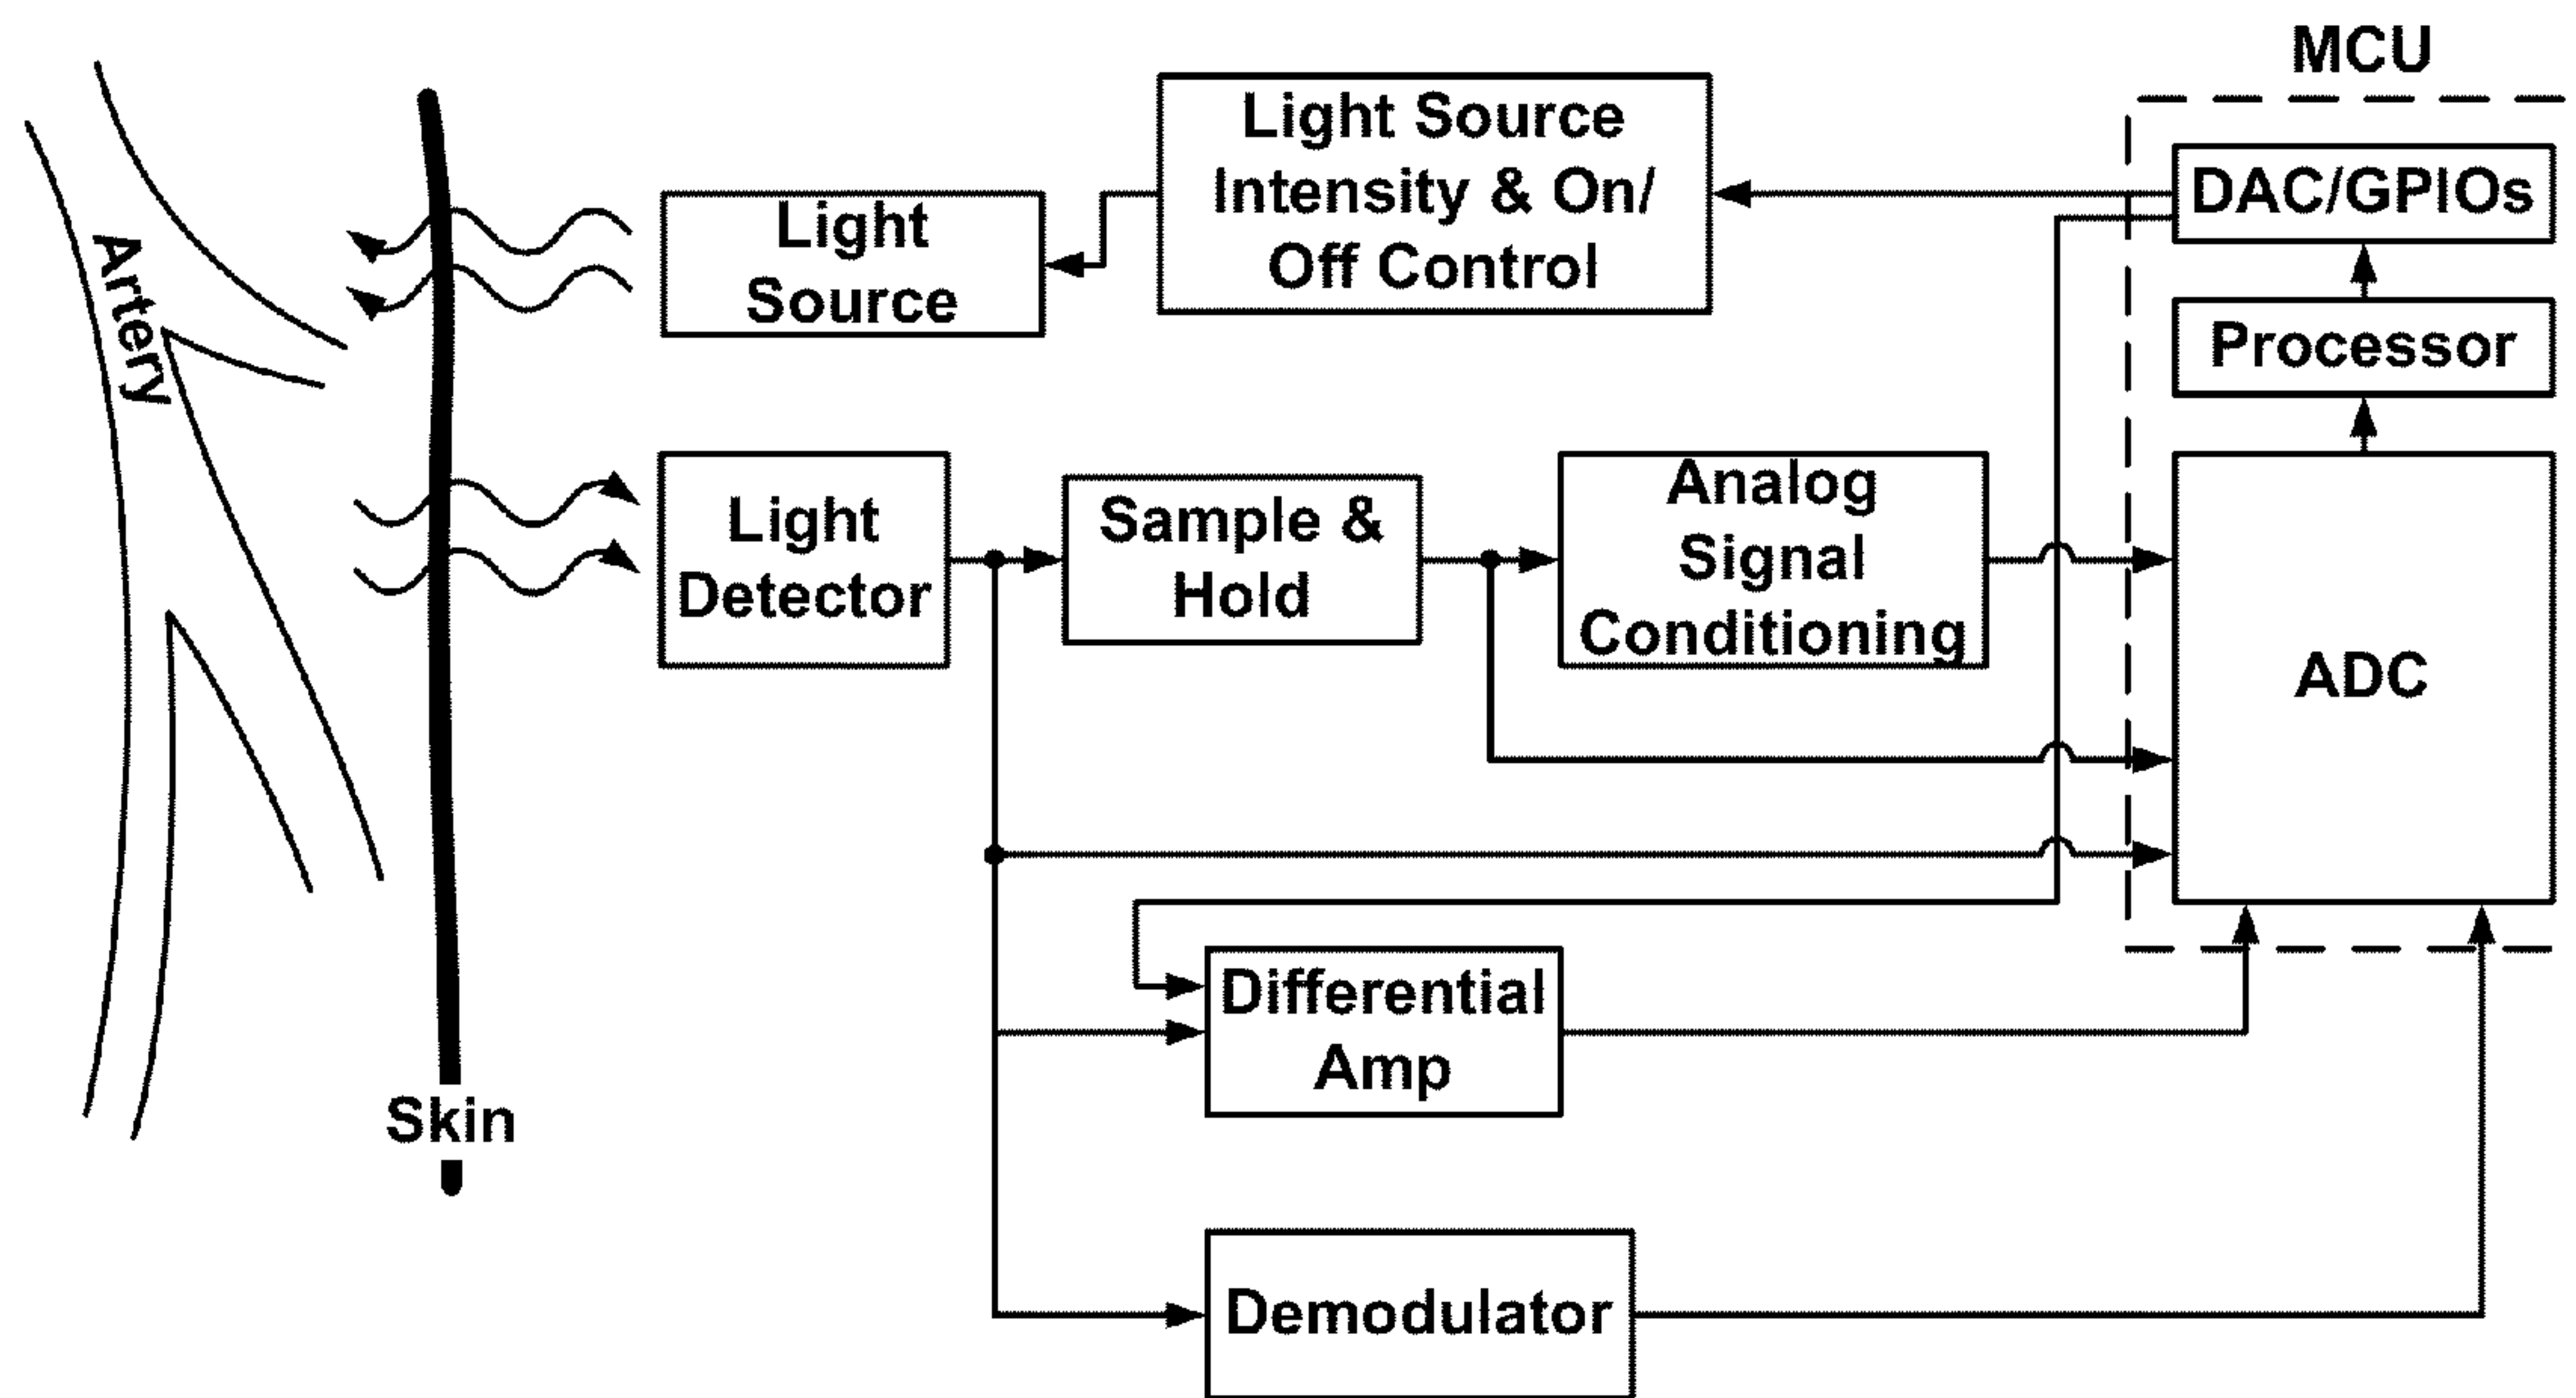 MCU
Light Source
Intensity & On/
Off Control
DAC/GPIOs
Light
Source
Artery
Processor
Light
Detector
Sample &
Hold
Analog
Signal
Conditioning
ADC
Differential
Amp
Skin
Demodulator